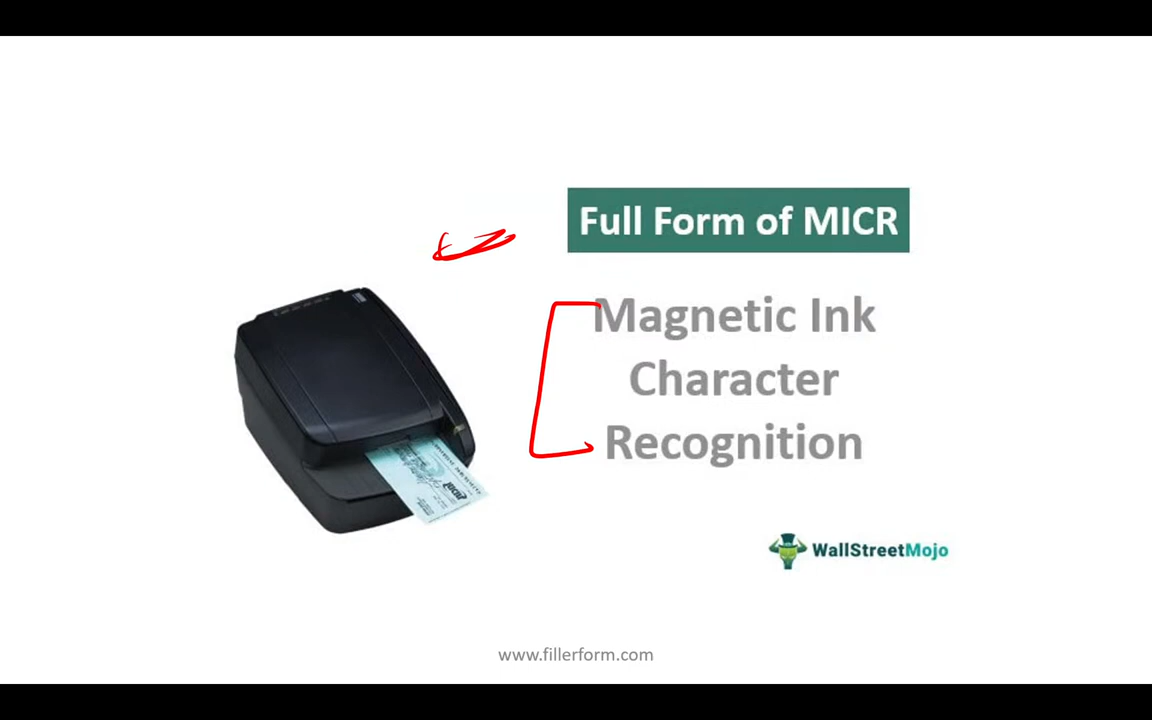 Full Form of MICR
Magnetic Ink
Character
Recognition
WallStreetMojo
www.fillerform.com